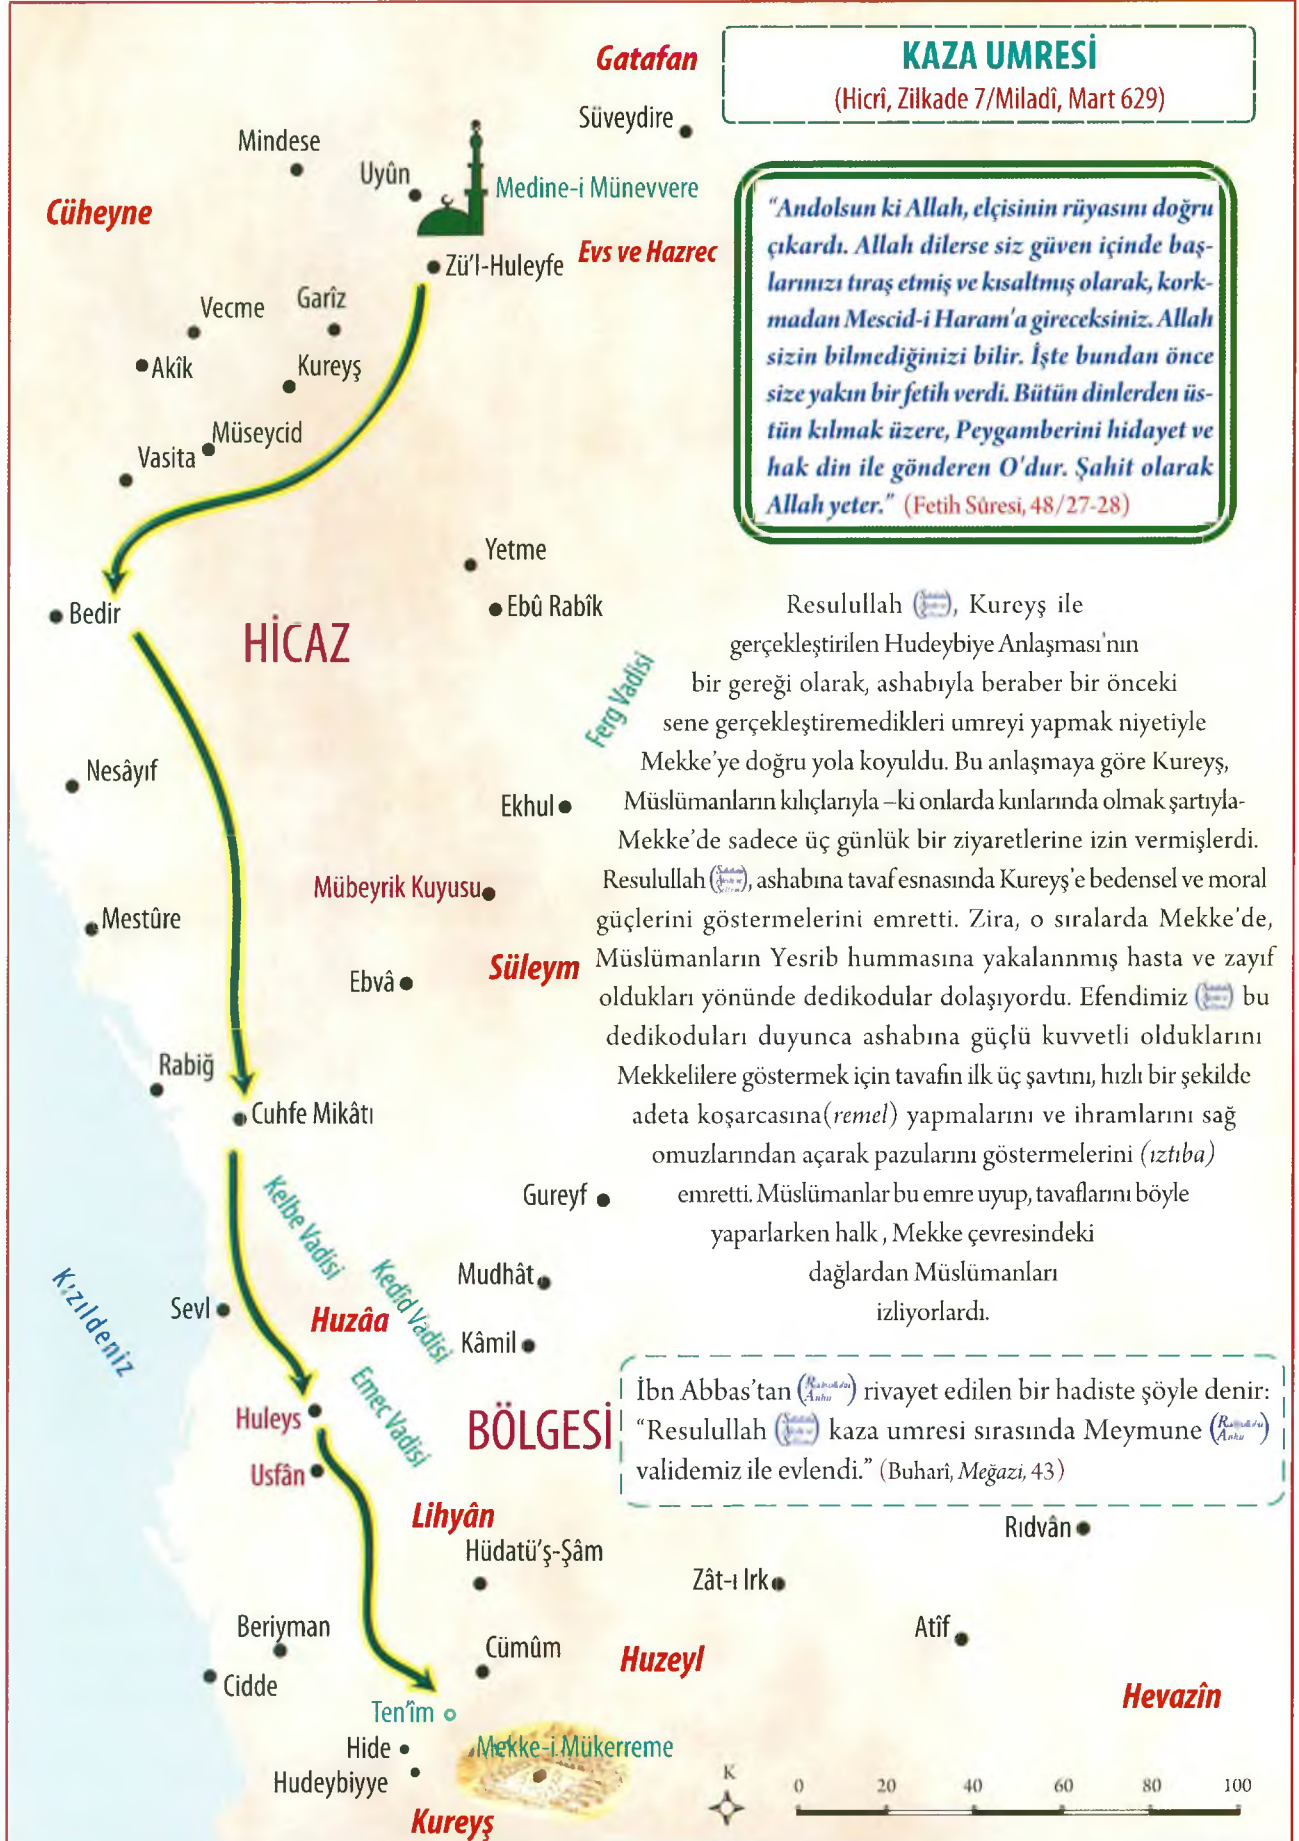 KAZA UMRESİ
(Hicrî, Zilkade 7/Miladî, Mart 629)
Gatafan
Süveydire
Mindese
Uyûn
Medine-i Münevvere
Cüheyne
Evs ve Hazrec
Zü'l-Huleyfe
"Andolsun ki Allah, elçisinin rüyasını doğru
çıkardı. Allah dilerse siz güven içinde baş-
larınızı tıraş etmiş ve kısaltmış olarak, kork-
madan Mescid-i Haram'a gireceksiniz. Allah
sizin bilmediğinizi bilir. İşte bundan önce
size yakın bir fetih verdi. Bütün dinlerden üs-
tün kılmak üzere, Peygamberini hidayet ve
hak din ile gönderen O'dur. Şahit olarak
Allah yeter." (Fetih Sûresi, 48/27-28)
Vecme
Garîz
Akîk
Kureyş
Müseycid
Vasita
Yetme
Bedir
Ebû Rabîk
HİCAZ
Ferg Vadisi
Nesâyıf
Ekhul
Mübeyrik Kuyusu
Mestûre
Süleym
Ebvâ
Rabiğ
Cuhfe Mikâtı
Resulullah, Kureyş ile
gerçekleştirilen Hudeybiye Anlaşması'nın
bir gereği olarak, ashabıyla beraber bir önceki
sene gerçekleştiremedikleri umreyi yapmak niyetiyle
Mekke'ye doğru yola koyuldu. Bu anlaşmaya göre Kureyş,
Müslümanların kılıçlarıyla –ki onlarda kınlarında olmak şartıyla-
Mekke'de sadece üç günlük bir ziyaretlerine izin vermişlerdi.
Resulullah, ashabına tavaf esnasında Kureyş'e bedensel ve moral
güçlerini göstermelerini emretti. Zira, o sıralarda Mekke'de,
Müslümanların Yesrib hummasına yakalannmış hasta ve zayıf
oldukları yönünde dedikodular dolaşıyordu. Efendimiz bu
dedikoduları duyunca ashabına güçlü kuvvetli olduklarını
Mekkelilere göstermek için tavafin ilk üç şavtını, hızlı bir şekilde
adeta koşarcasına(remel) yapmalarını ve ihramlarını sağ
omuzlarından açarak pazularını göstermelerini (ıztıba)
emretti. Müslümanlar bu emre uyup, tavaflarını böyle
yaparlarken halk , Mekke çevresindeki
dağlardan Müslümanları
izliyorlardı.
Kelbe Vadisi
Gureyf
Kızıldeniz
Kedîd Vadisi
Mudhât
Sevl
Huzâa
Kâmil
Emec Vadisi
Huleys
BÖLGESİ
Usfân
İbn Abbas'tan (Radıyallahu Anhu) rivayet edilen bir hadiste şöyle denir:
"Resulullah kaza umresi sırasında Meymune
validemiz ile evlendi." (Buharî, Meğazi, 43)
Lihyân
Rıdvân
Hüdatü'ş-Şâm
Zât-ı Irk
Beriyman
Atîf
Cümûm
Huzeyl
Cidde
Hevazîn
Ten'îm
Hide
Mekke-i Mükerreme
Hudeybiyye
K
0 20 40 60 80 100
Kureyş